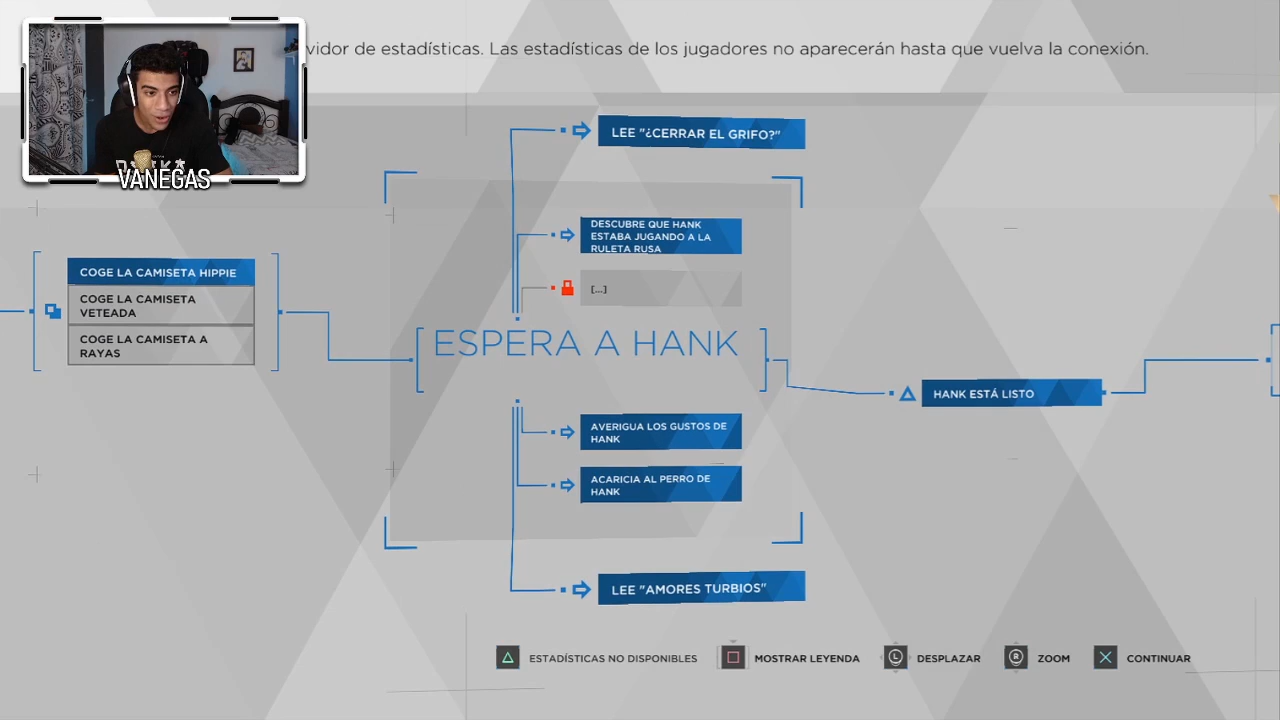 vidor de estadísticas. Las estadísticas de los jugadores no aparecerán hasta que vuelva la conexión.
VANEGAS
LEE "¿CERRAR EL GRIFO?"
DESCUBRE QUE HANK
ESTABA JUGANDO A LA
RULETA RUSA
[...]
COGE LA CAMISETA HIPPIE
COGE LA CAMISETA
VETEADA
COGE LA CAMISETA A
RAYAS
ESPERA A HANK
HANK ESTÁ LISTO
AVERIGUA LOS GUSTOS DE
HANK
ACARICIA AL PERRO DE
HANK
LEE "AMORES TURBIOS"
ESTADÍSTICAS NO DISPONIBLES
MOSTRAR LEYENDA
L
DESPLAZAR
R
ZOOM
CONTINUAR